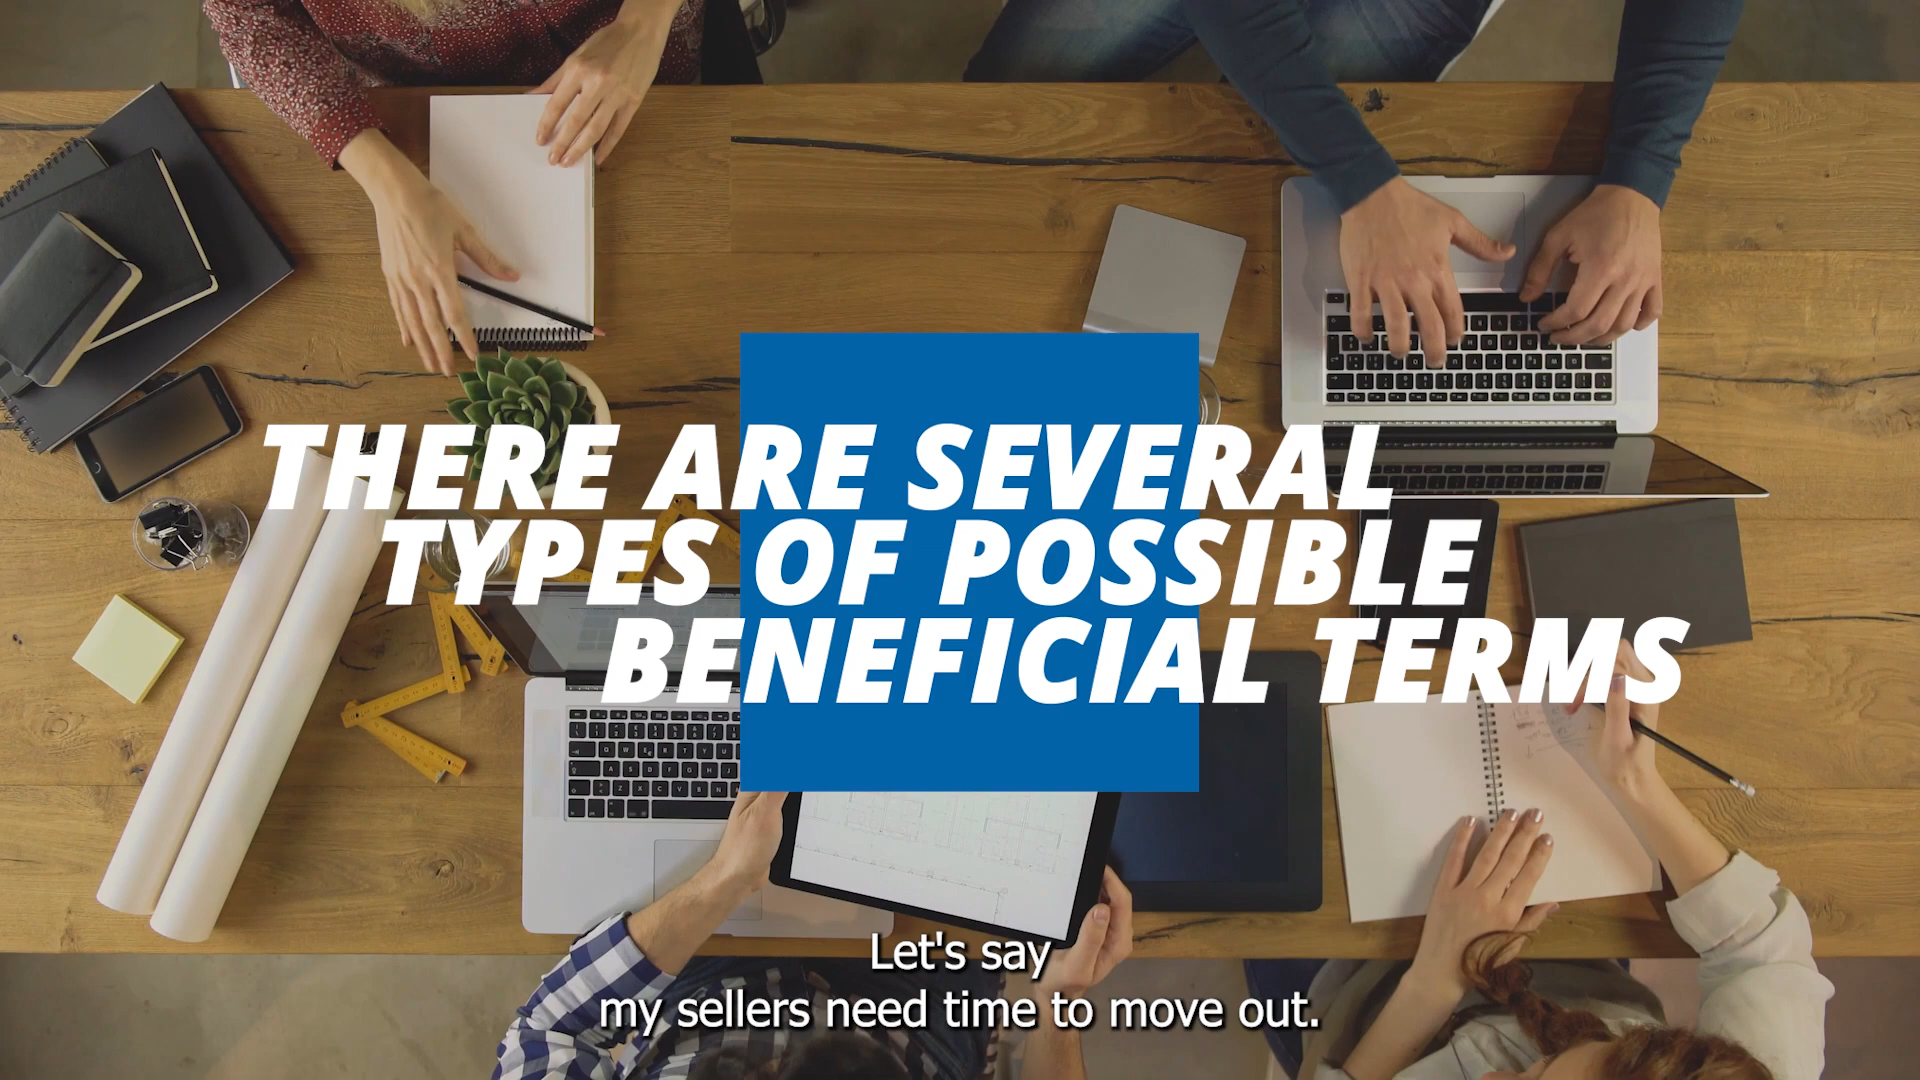 THERE ARE SEVERAL
TYPES OF POSSIBLE
BENEFICIAL TERMS
Let's say
my sellers need time to move out.